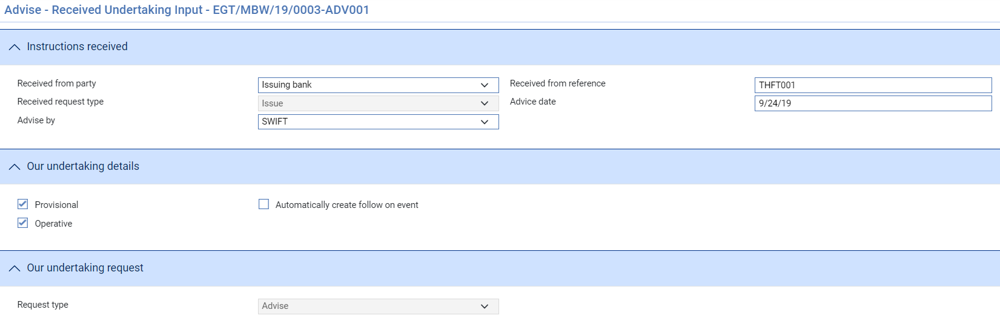 Advise - Received Undertaking Input - EGT/MBW/19/0003-ADV001
Instructions received
Received from party Issuing bank Received from reference THFT001
Received request type Issue Advice date 9/24/19
Advise by SWIFT
Our undertaking details
Provisional Automatically create follow on event
Operative
Our undertaking request
Request type Advise